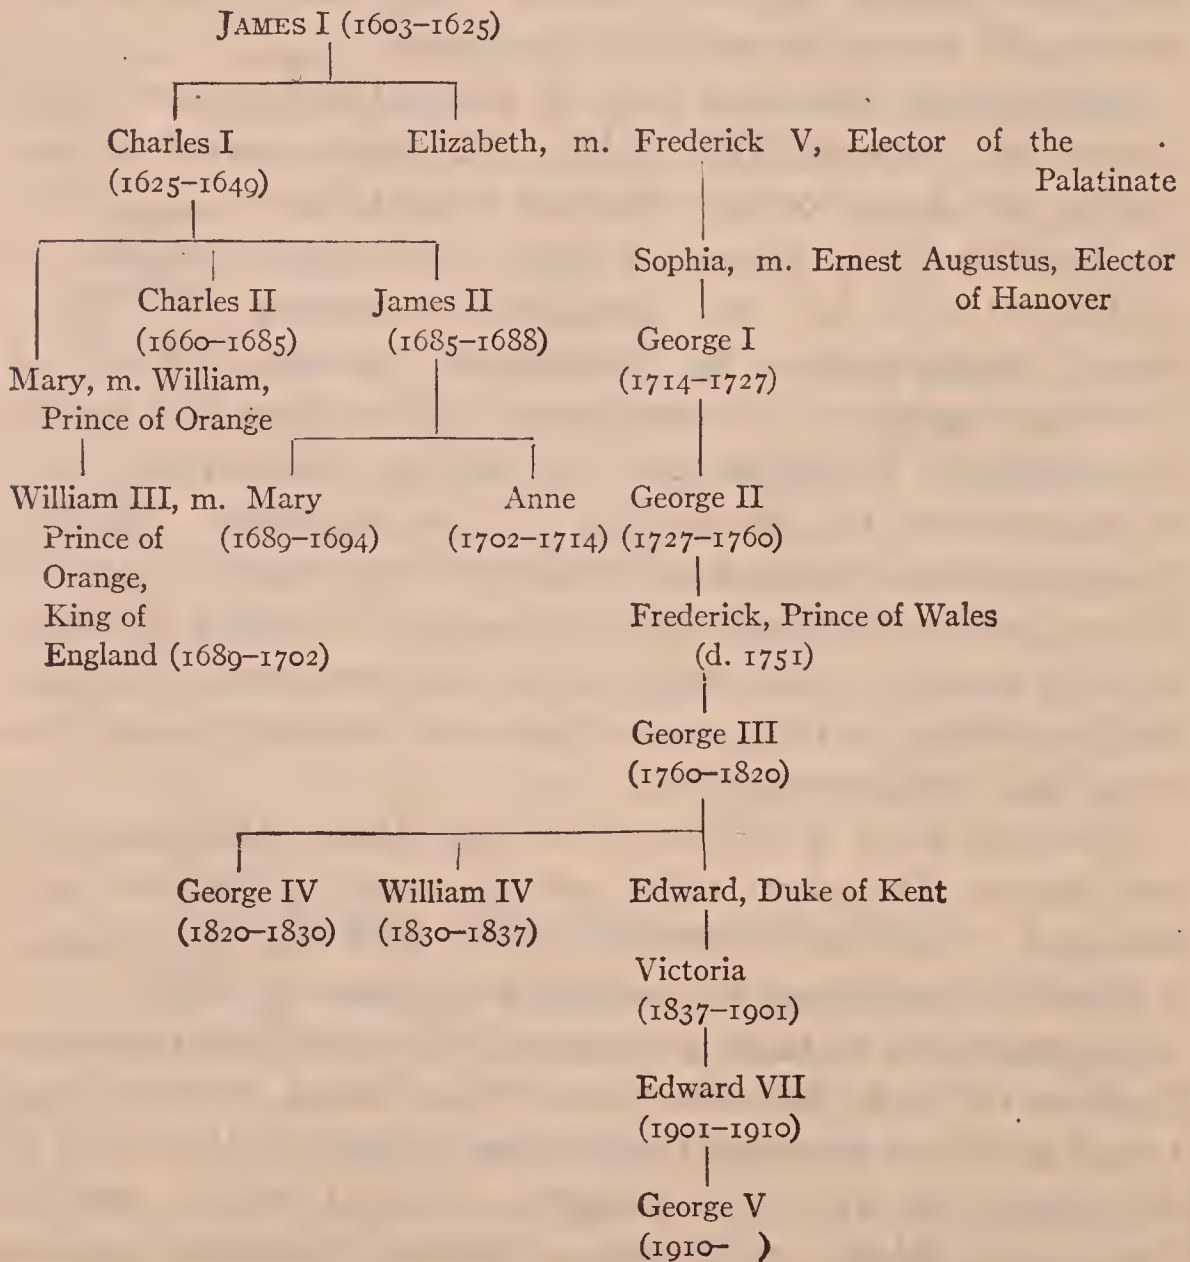 JAMES I (1603–1625)
Charles I
(1625–1649)
Elizabeth, m. Frederick V, Elector of the
Palatinate
Charles II
(1660–1685)
James II
(1685–1688)
Sophia, m. Ernest Augustus, Elector
of Hanover
George I
(1714–1727)
Mary, m. William,
Prince of Orange
William III, m. Mary
Prince of (1689–1694)
Orange,
King of
England (1689–1702)
Anne
(1702–1714)
George II
(1727–1760)
Frederick, Prince of Wales
(d. 1751)
George III
(1760–1820)
George IV
(1820–1830)
William IV
(1830–1837)
Edward, Duke of Kent
Victoria
(1837–1901)
Edward VII
(1901–1910)
George V
(1910– )